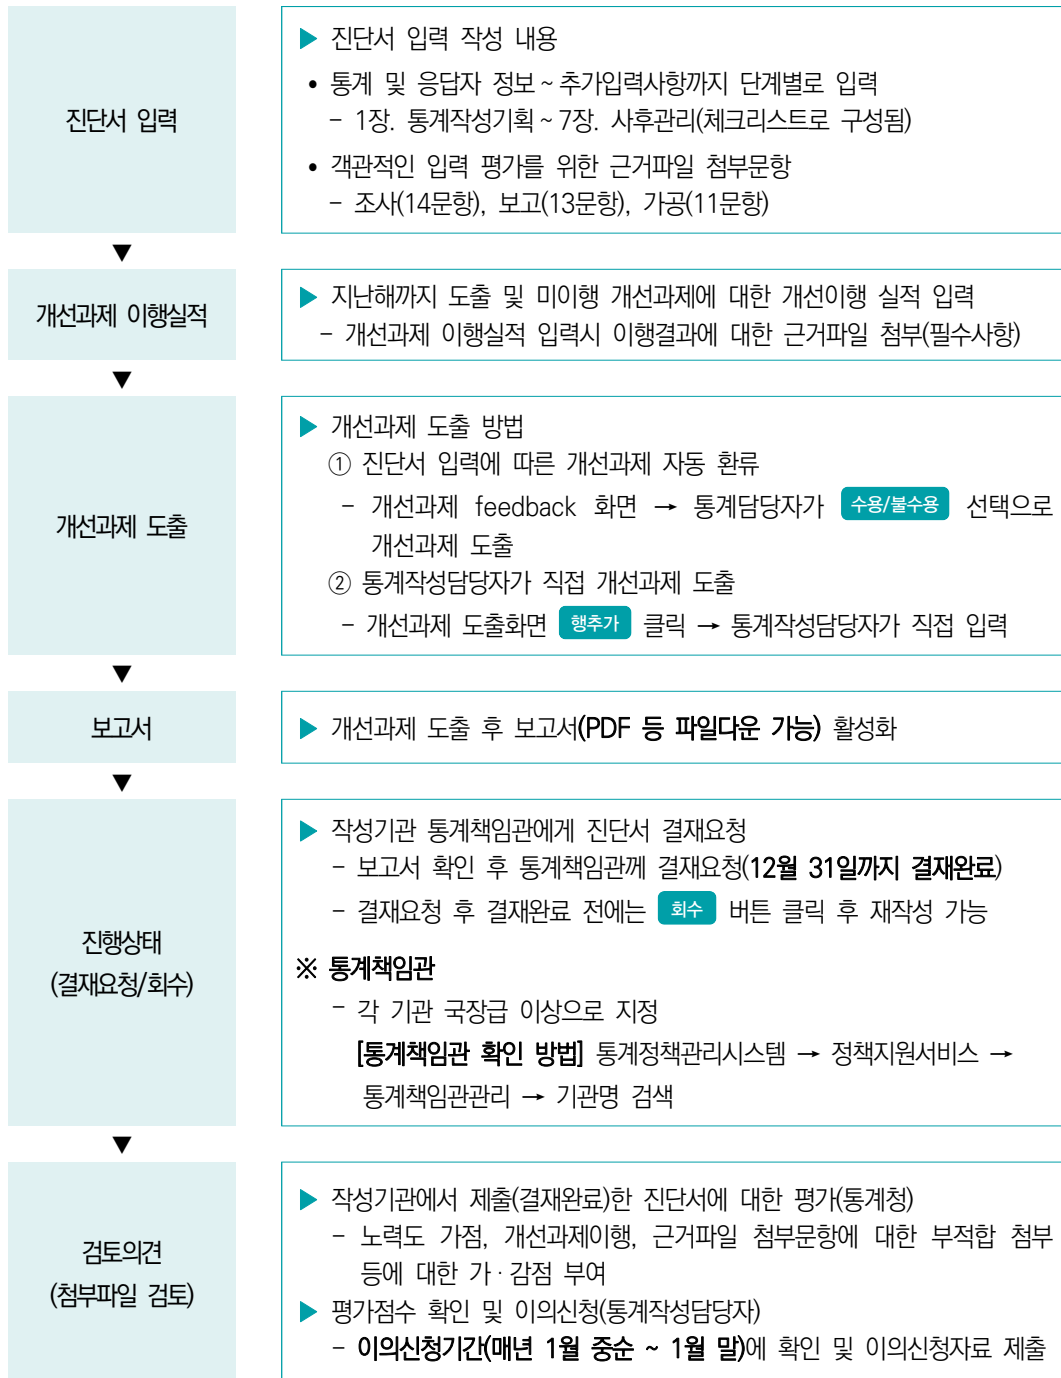 진단서 입력
▶ 진단서 입력 작성 내용
• 통계 및 응답자 정보 ~ 추가입력사항까지 단계별로 입력
- 1장. 통계작성기획 ~ 7장. 사후관리(체크리스트로 구성됨)
• 객관적인 입력 평가를 위한 근거파일 첨부문항
- 조사(14문항), 보고(13문항), 가공(11문항)
▼
개선과제 이행실적
▶ 지난해까지 도출 및 미이행 개선과제에 대한 개선이행 실적 입력
- 개선과제 이행실적 입력시 이행결과에 대한 근거파일 첨부(필수사항)
▼
개선과제 도출
▶ 개선과제 도출 방법
① 진단서 입력에 따른 개선과제 자동 환류
- 개선과제 feedback 화면 → 통계담당자가 수용/불수용 선택으로
개선과제 도출
② 통계작성담당자가 직접 개선과제 도출
- 개선과제 도출화면 행추가 클릭 → 통계작성담당자가 직접 입력
▼
보고서
▶ 개선과제 도출 후 보고서(PDF 등 파일다운 가능) 활성화
▼
진행상태
(결재요청/회수)
▶ 작성기관 통계책임관에게 진단서 결재요청
- 보고서 확인 후 통계책임관께 결재요청(12월 31일까지 결재완료)
- 결재요청 후 결재완료 전에는 회수 버튼 클릭 후 재작성 가능
※ 통계책임관
- 각 기관 국장급 이상으로 지정
[통계책임관 확인 방법] 통계정책관리시스템 → 정책지원서비스 →
통계책임관관리 → 기관명 검색
▼
검토의견
(첨부파일 검토)
▶ 작성기관에서 제출(결재완료)한 진단서에 대한 평가(통계청)
- 노력도 가점, 개선과제이행, 근거파일 첨부문항에 대한 부적합 첨부
등에 대한 가·감점 부여
▶ 평가점수 확인 및 이의신청(통계작성담당자)
- 이의신청기간(매년 1월 중순 ~ 1월 말)에 확인 및 이의신청자료 제출